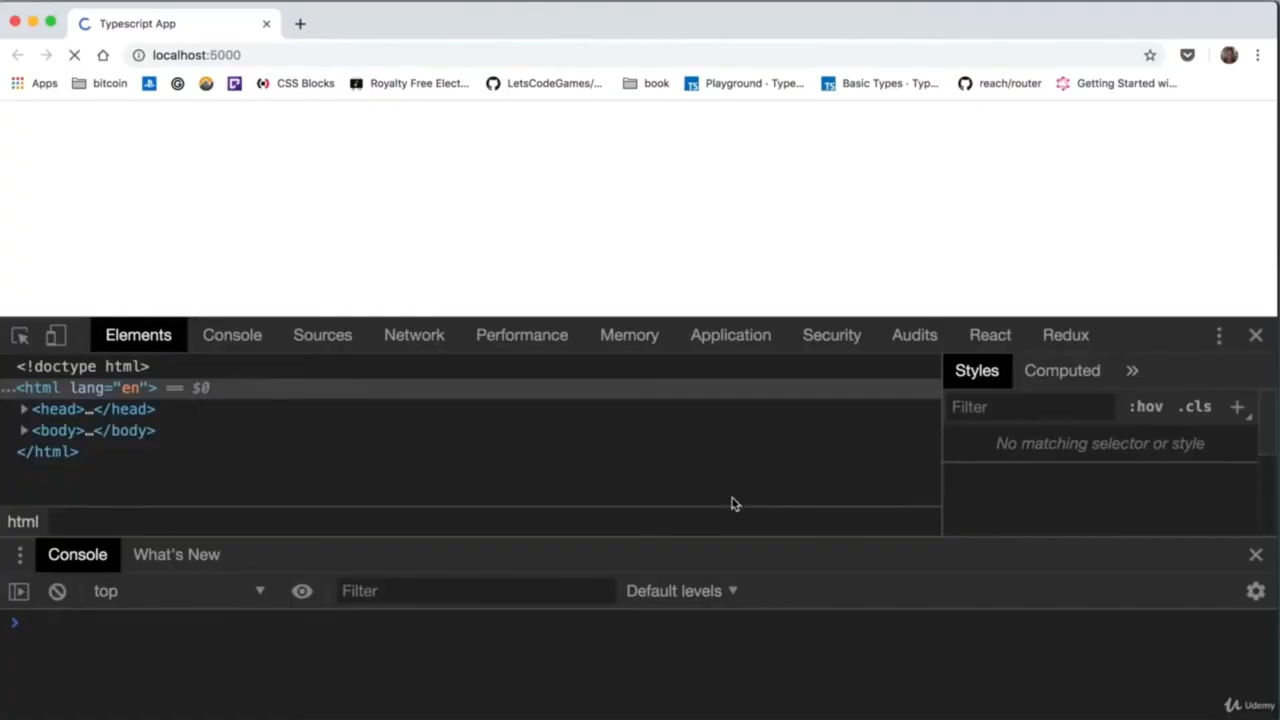 Typescript App
localhost:5000
Apps bitcoin CSS Blocks Royalty Free Elect... LetsCodeGames/... book TS Playground · Type... TS Basic Types · Typ... reach/router Getting Started wi...
Elements Console Sources Network Performance Memory Application Security Audits React Redux
<!doctype html>
...<html lang="en"> == $0
<head>…</head>
<body>…</body>
</html>
Styles Computed »
Filter :hov .cls +
No matching selector or style
html
Console What's New
top Filter Default levels
>
Udemy